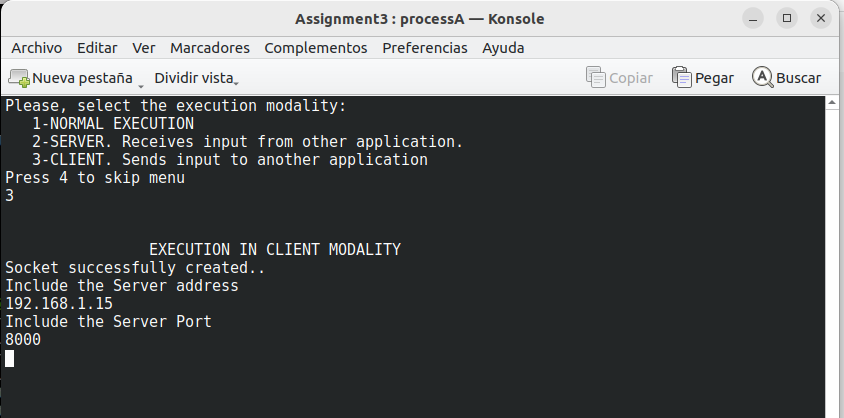 Assignment3 : processA — Konsole
Archivo Editar Ver Marcadores Complementos Preferencias Ayuda
Nueva pestaña Dividir vista Copiar Pegar Buscar
Please, select the execution modality:
1-NORMAL EXECUTION
2-SERVER. Receives input from other application.
3-CLIENT. Sends input to another application
Press 4 to skip menu
3
EXECUTION IN CLIENT MODALITY
Socket successfully created..
Include the Server address
192.168.1.15
Include the Server Port
8000